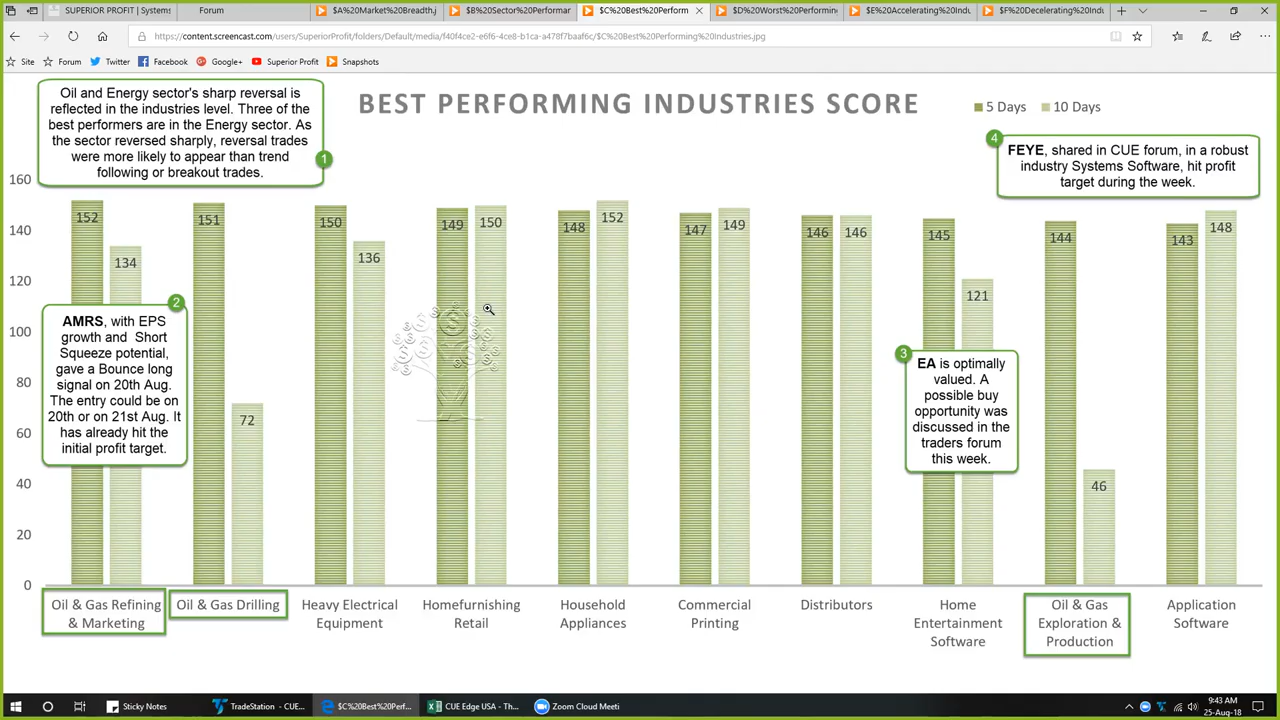 SUPERIOR PROFIT | Systems
Forum
$A%20Market%20Breadth.j
$B%20Sector%20Performar
$C%20Best%20Perform
$D%20Worst%20Performing
$E%20Accelerating%20Indu
$F%20Decelerating%20Indu
https://content.screencast.com/users/SuperiorProfit/folders/Default/media/f40f4ce2-e6f6-4ce8-b1ca-a478f7baaf6c/$C%20Best%20Performing%20Industries.jpg
Site
Forum
Twitter
Facebook
Google+
Superior Profit
Snapshots
Oil and Energy sector's sharp reversal is
reflected in the industries level. Three of the
best performers are in the Energy sector. As
the sector reversed sharply, reversal trades
were more likely to appear than trend
following or breakout trades.
1
BEST PERFORMING INDUSTRIES SCORE
5 Days
10 Days
4
FEYE, shared in CUE forum, in a robust
industry Systems Software, hit profit
target during the week.
160
140
120
100
80
60
40
20
0
152
134
151
72
150
136
149
150
148
152
147
149
146
146
145
121
144
46
143
148
2
AMRS, with EPS
growth and Short
Squeeze potential,
gave a Bounce long
signal on 20th Aug.
The entry could be on
20th or on 21st Aug. It
has already hit the
initial profit target.
3
EA is optimally
valued. A
possible buy
opportunity was
discussed in the
traders forum
this week.
Oil & Gas Refining
& Marketing
Oil & Gas Drilling
Heavy Electrical
Equipment
Homefurnishing
Retail
Household
Appliances
Commercial
Printing
Distributors
Home
Entertainment
Software
Oil & Gas
Exploration &
Production
Application
Software
Sticky Notes
TradeStation - CUE...
$C%20Best%20Perf...
CUE Edge USA - Th...
Zoom Cloud Meeti
9:43 AM
25-Aug-18